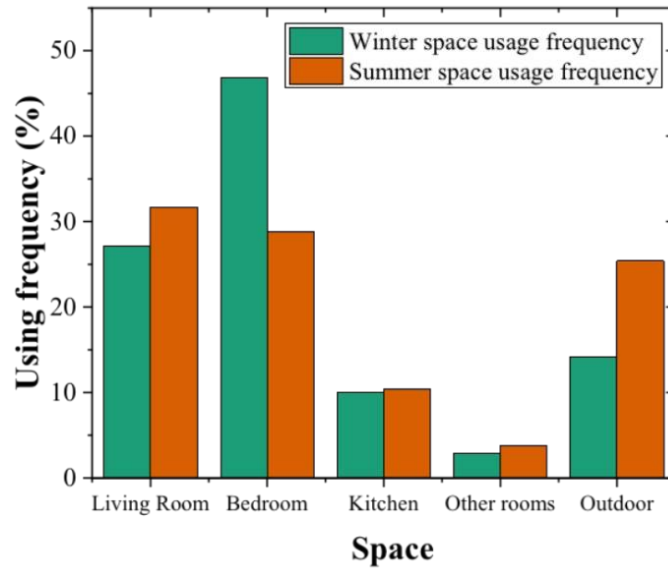 Winter space usage frequency
Summer space usage frequency
Using frequency (%)
50
40
30
20
10
0
Living Room Bedroom Kitchen Other rooms Outdoor
Space